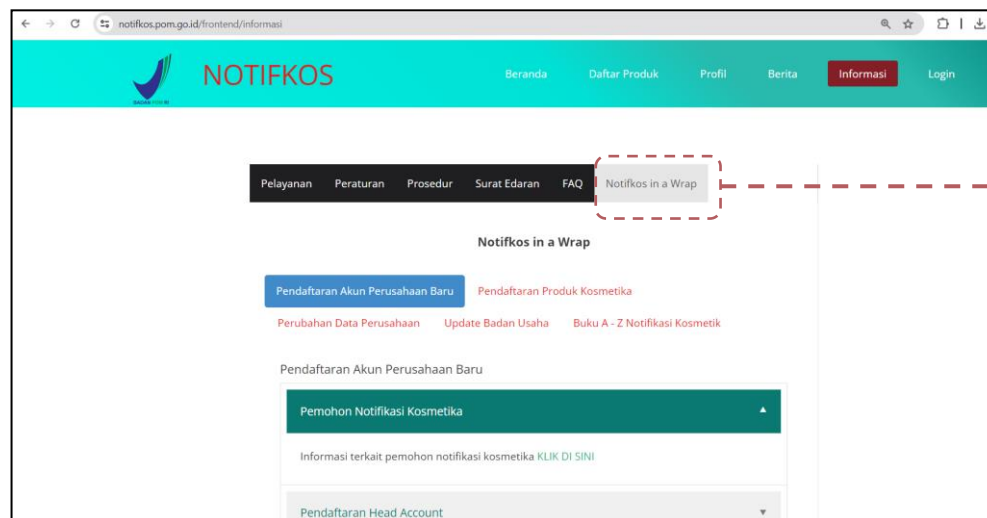 notifkos.pom.go.id/frontend/informasi
BADAN POM RI
NOTIFKOS
Beranda Daftar Produk Profil Berita Informasi Login
Pelayanan Peraturan Prosedur Surat Edaran FAQ Notifkos in a Wrap
Notifkos in a Wrap
Pendaftaran Akun Perusahaan Baru Pendaftaran Produk Kosmetika
Perubahan Data Perusahaan Update Badan Usaha Buku A - Z Notifikasi Kosmetik
Pendaftaran Akun Perusahaan Baru
Pemohon Notifikasi Kosmetika
Informasi terkait pemohon notifikasi kosmetika KLIK DI SINI
Pendaftaran Head Account